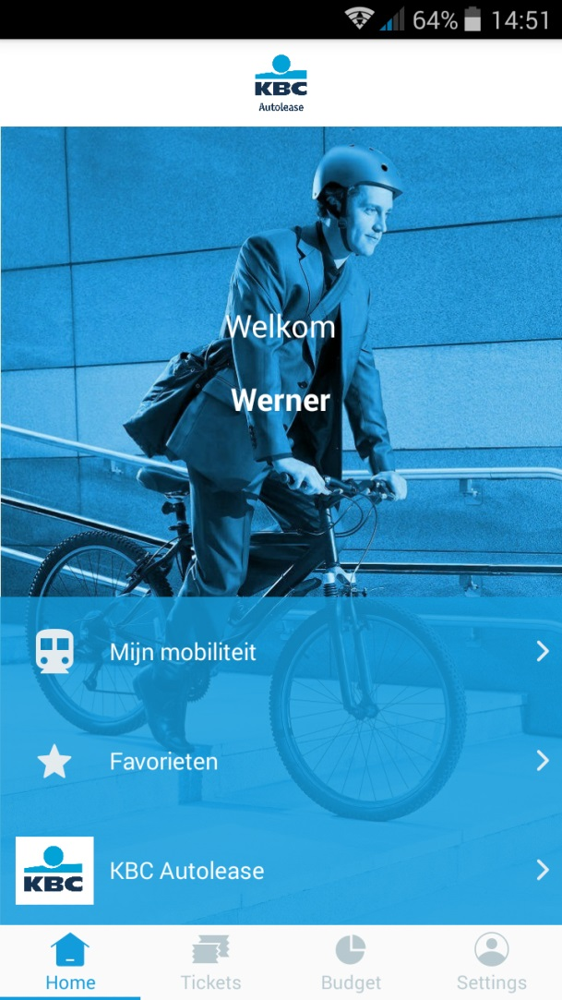 64% 14:51
KBC
Autolease
Welkom
Werner
Mijn mobiliteit
Favorieten
KBC
KBC Autolease
Home
Tickets
Budget
Settings